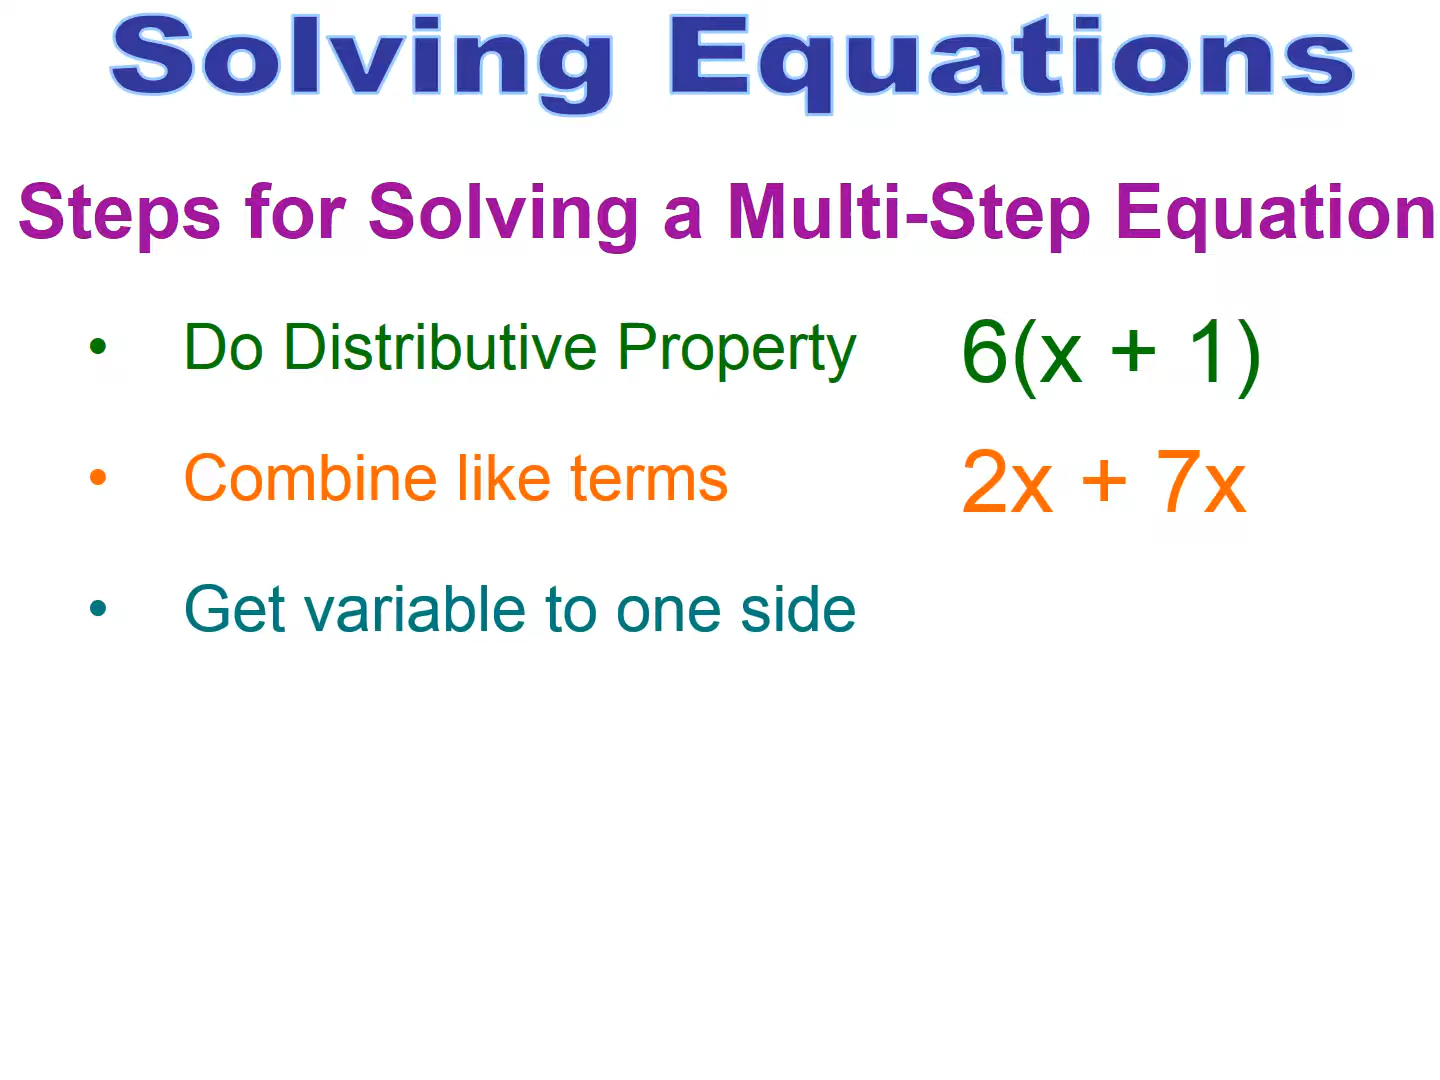 Solving Equations
Steps for Solving a Multi-Step Equation
• Do Distributive Property 6(x + 1)
• Combine like terms 2x + 7x
• Get variable to one side